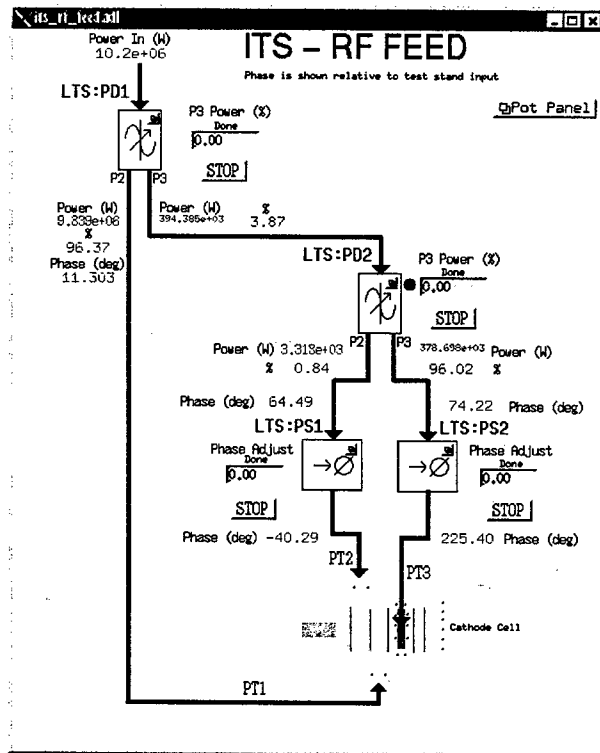 its_rf_feed.adl
Power In (W)
10.2e+06
ITS – RF FEED
Phase is shown relative to test stand input
LTS:PD1
Pot Panel
P3 Power (%)
Done
0.00
STOP
P2
P3
Power (W)
9.839e+06
%
96.37
Phase (deg)
11.303
Power (W)
394.385e+03
%
3.87
LTS:PD2
P3 Power (%)
Done
0.00
STOP
P2
P3
Power (W) 3.318e+03
% 0.84
378.698e+03 Power (W)
96.02 %
Phase (deg) 64.49
74.22 Phase (deg)
LTS:PS1
LTS:PS2
Phase Adjust
Done
0.00
STOP
Phase Adjust
Done
0.00
STOP
Phase (deg) -40.29
225.40 Phase (deg)
PT2
PT3
Cathode Cell
PT1